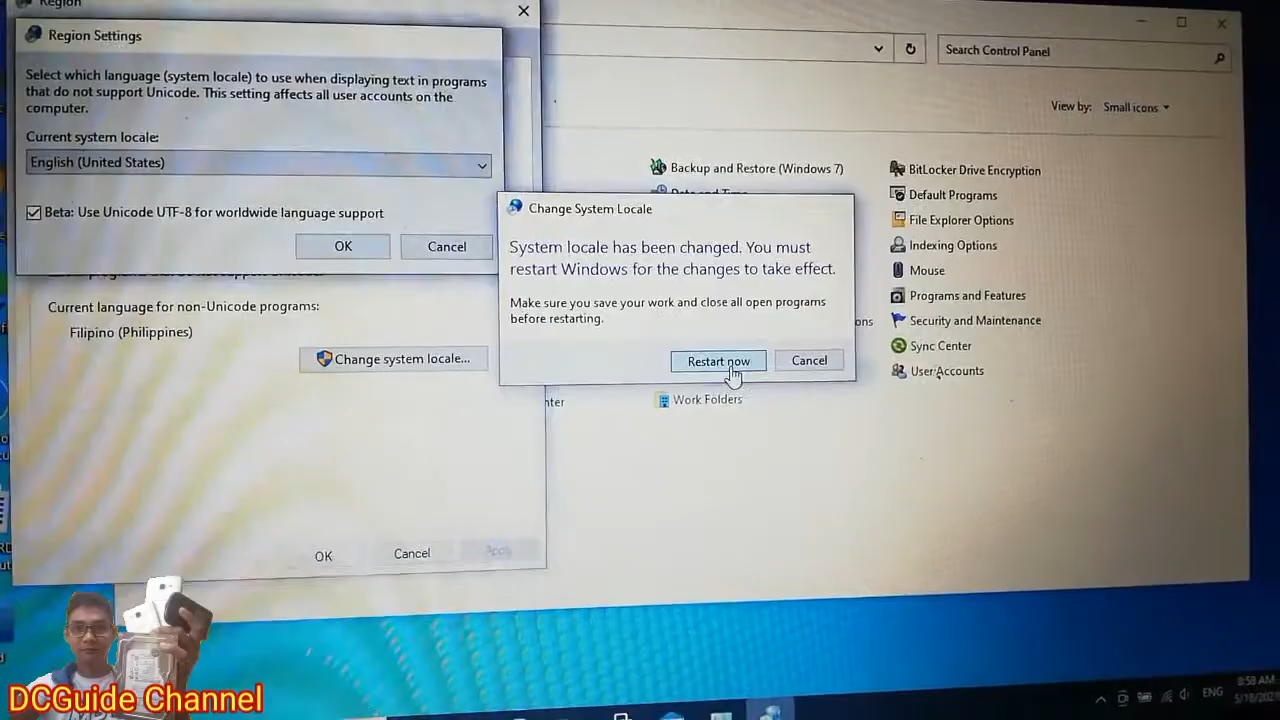 Region
Region Settings
Select which language (system locale) to use when displaying text in programs
that do not support Unicode. This setting affects all user accounts on the
computer.
Current system locale:
English (United States)
Beta: Use Unicode UTF-8 for worldwide language support
OK
Cancel
Current language for non-Unicode programs:
Filipino (Philippines)
Change system locale...
OK
Cancel
Apply
Search Control Panel
View by: Small icons
Backup and Restore (Windows 7)
Date and Time
BitLocker Drive Encryption
Default Programs
File Explorer Options
Indexing Options
Mouse
Programs and Features
Security and Maintenance
Sync Center
User Accounts
Work Folders
Change System Locale
System locale has been changed. You must
restart Windows for the changes to take effect.
Make sure you save your work and close all open programs
before restarting.
Restart now
Cancel
DCGuide Channel
ENG
8:58 AM